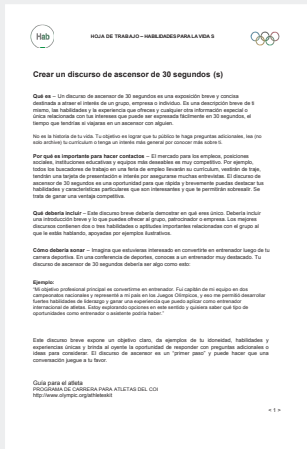 Hab
HOJA DE TRABAJO – HABILIDADES PARA LA VIDA S
Crear un discurso de ascensor de 30 segundos (s)
Qué es – Un discurso de ascensor de 30 segundos es una exposición breve y concisa
destinada a atraer el interés de un grupo, empresa o individuo. Es una descripción breve de ti
mismo, las habilidades y la experiencia que ofreces y cualquier otra información especial o
única relacionada con tus intereses que puede ser expresada fácilmente en 30 segundos, el
tiempo que tendrías si viajeras en un ascensor con alguien.
No es la historia de tu vida. Tu objetivo es lograr que tu público te haga preguntas adicionales, lea (no
solo archive) tu currículum o tenga un interés más general por conocer más sobre ti.
Por qué es importante para hacer contactos – El mercado para los empleos, posiciones
sociales, instituciones educativas y equipos más deseables es muy competitivo. Por ejemplo,
todos los buscadores de trabajo en una feria de empleo llevarán su currículum, vestirán de traje,
tendrán una tarjeta de presentación e interés por asegurarse muchas entrevistas. El discurso de
ascensor de 30 segundos es una oportunidad para que rápida y brevemente puedas destacar tus
habilidades y características particulares que son interesantes y que te permitirán sobresalir. Se
trata de ganar una ventaja competitiva.
Qué debería incluir – Este discurso breve debería demostrar en qué eres único. Debería incluir
una introducción breve y lo que puedes ofrecer al grupo, patrocinador o empresa. Los mejores
discursos contienen dos o tres habilidades o aptitudes importantes relacionadas con el grupo al
que le estás hablando, apoyadas por ejemplos ilustrativos.
Cómo debería sonar – Imagina que estuvieras interesado en convertirte en entrenador luego de tu
carrera deportiva. En una conferencia de deportes, conoces a un entrenador muy destacado. Tu
discurso de ascensor de 30 segundos debería ser algo como esto:
Ejemplo:
"Mi objetivo profesional principal es convertirme en entrenador. Fui capitán de mi equipo en dos
campeonatos nacionales y representé a mi país en los Juegos Olímpicos, y eso me permitió desarrollar
fuertes habilidades de liderazgo y ganar una experiencia que puedo aplicar como entrenador
internacional de atletas. Estoy explorando opciones en este sentido y quisiera saber qué tipo de
oportunidades como entrenador o asistente podría haber."
Este discurso breve expone un objetivo claro, da ejemplos de tu idoneidad, habilidades y
experiencias únicas y brinda al oyente la oportunidad de responder con preguntas adicionales o
ideas para considerar. El discurso de ascensor es un "primer paso" y puede hacer que una
conversación juegue a tu favor.
Guía para el atleta
PROGRAMA DE CARRERA PARA ATLETAS DEL COI
http://www.olympic.org/athleteskit
< 1 >